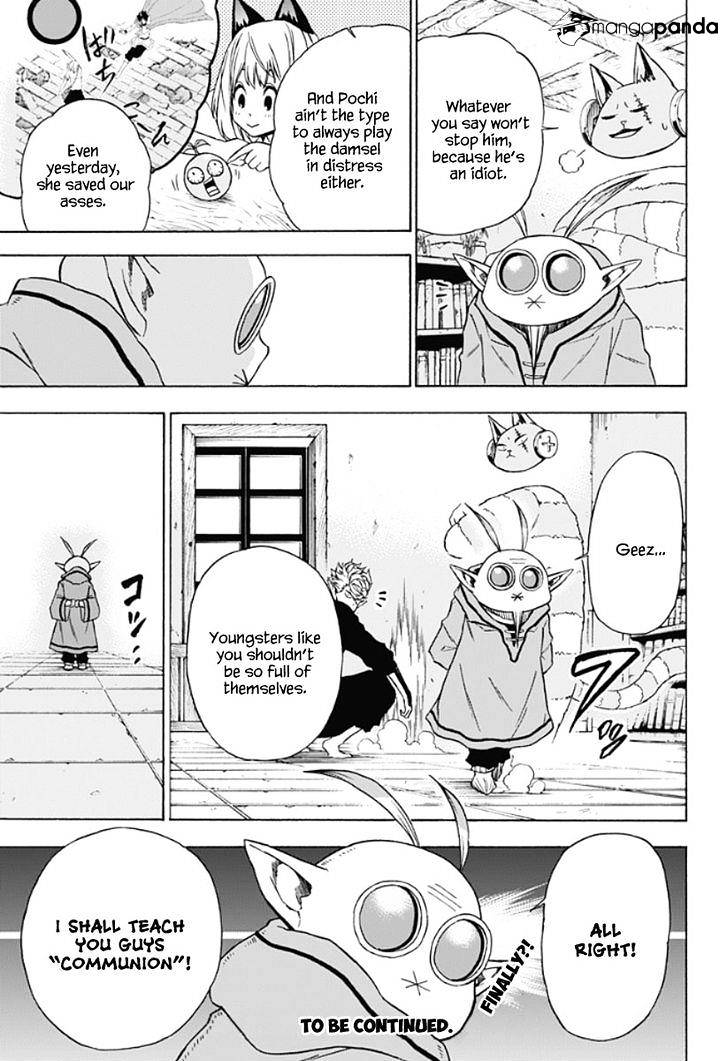 mangapanda
Whatever
you say won't
stop him,
because he's
an idiot.
And Pochi
ain't the type
to always play
the damsel
in distress
either.
Even
yesterday,
she saved our
asses.
Geez...
Youngsters like
you shouldn't
be so full of
themselves.
ALL
RIGHT!
FINALLY?!
I SHALL TEACH
YOU GUYS
"COMMUNION"!
TO BE CONTINUED.